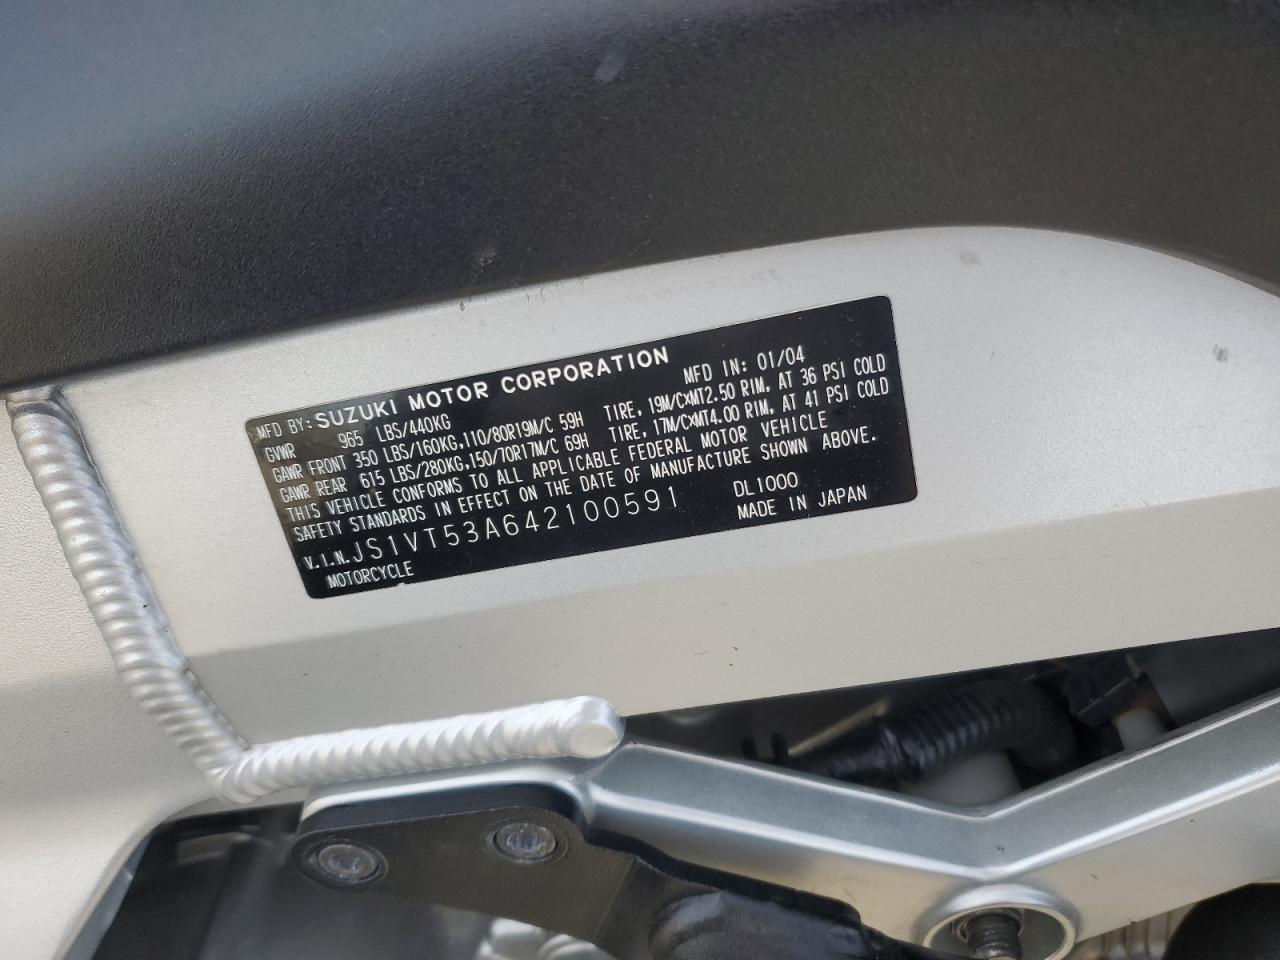 MFD BY: SUZUKI MOTOR CORPORATION
GVWR 965 LBS/440KG MFD IN: 01/04
GAWR FRONT 350 LBS/160KG,110/80R19M/C 59H TIRE, 19M/CxMT2.50 RIM, AT 36 PSI COLD
GAWR REAR 615 LBS/280KG,150/70R17M/C 69H TIRE, 17M/CxMT4.00 RIM, AT 41 PSI COLD
THIS VEHICLE CONFORMS TO ALL APPLICABLE FEDERAL MOTOR VEHICLE
SAFETY STANDARDS IN EFFECT ON THE DATE OF MANUFACTURE SHOWN ABOVE.
V.I.N. JS1VT53A642100591 DL1000
MOTORCYCLE MADE IN JAPAN